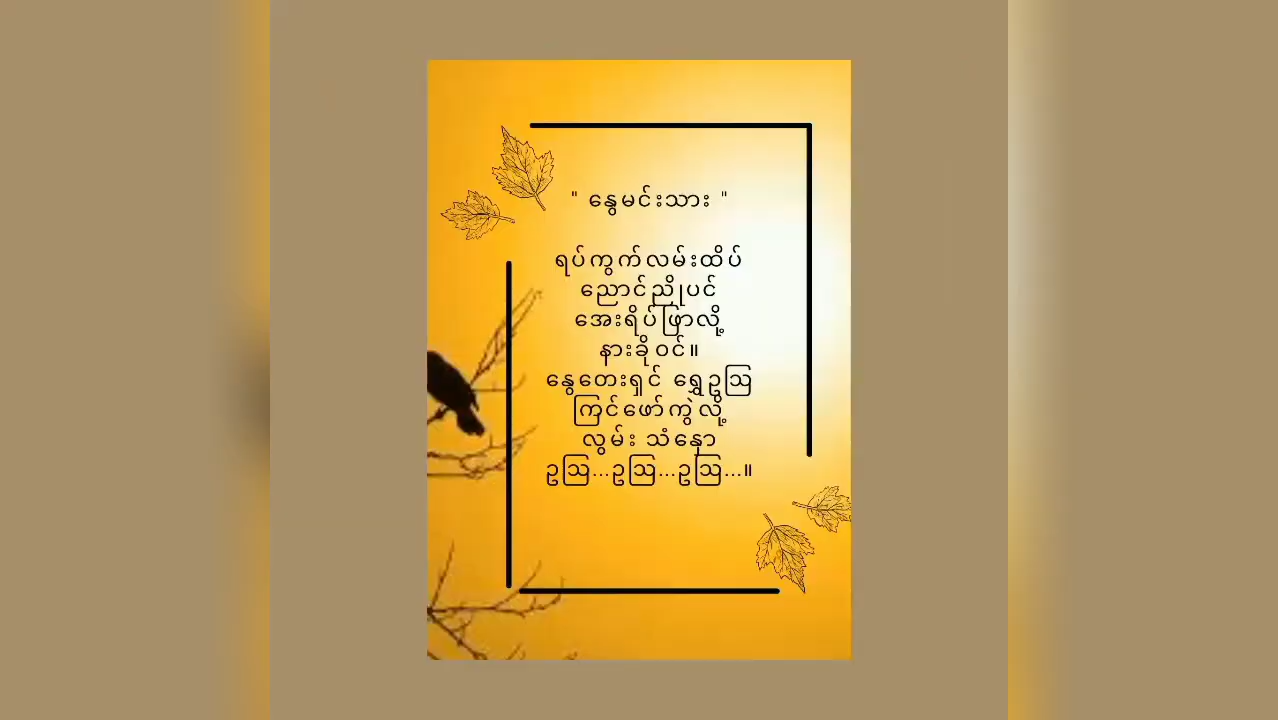 " နွေမင်းသား "
ရပ်ကွက်လမ်းထိပ်
ညောင်ညိုပင်
အေးရိပ်ဖြာလို့
နားခိုဝင်။
နွေတေးရှင် ရွှေဥဩ
ကြင်ဖော်ကွဲလို့
လွမ်း သံနှော
ဥဩ...ဥဩ...ဥဩ...။